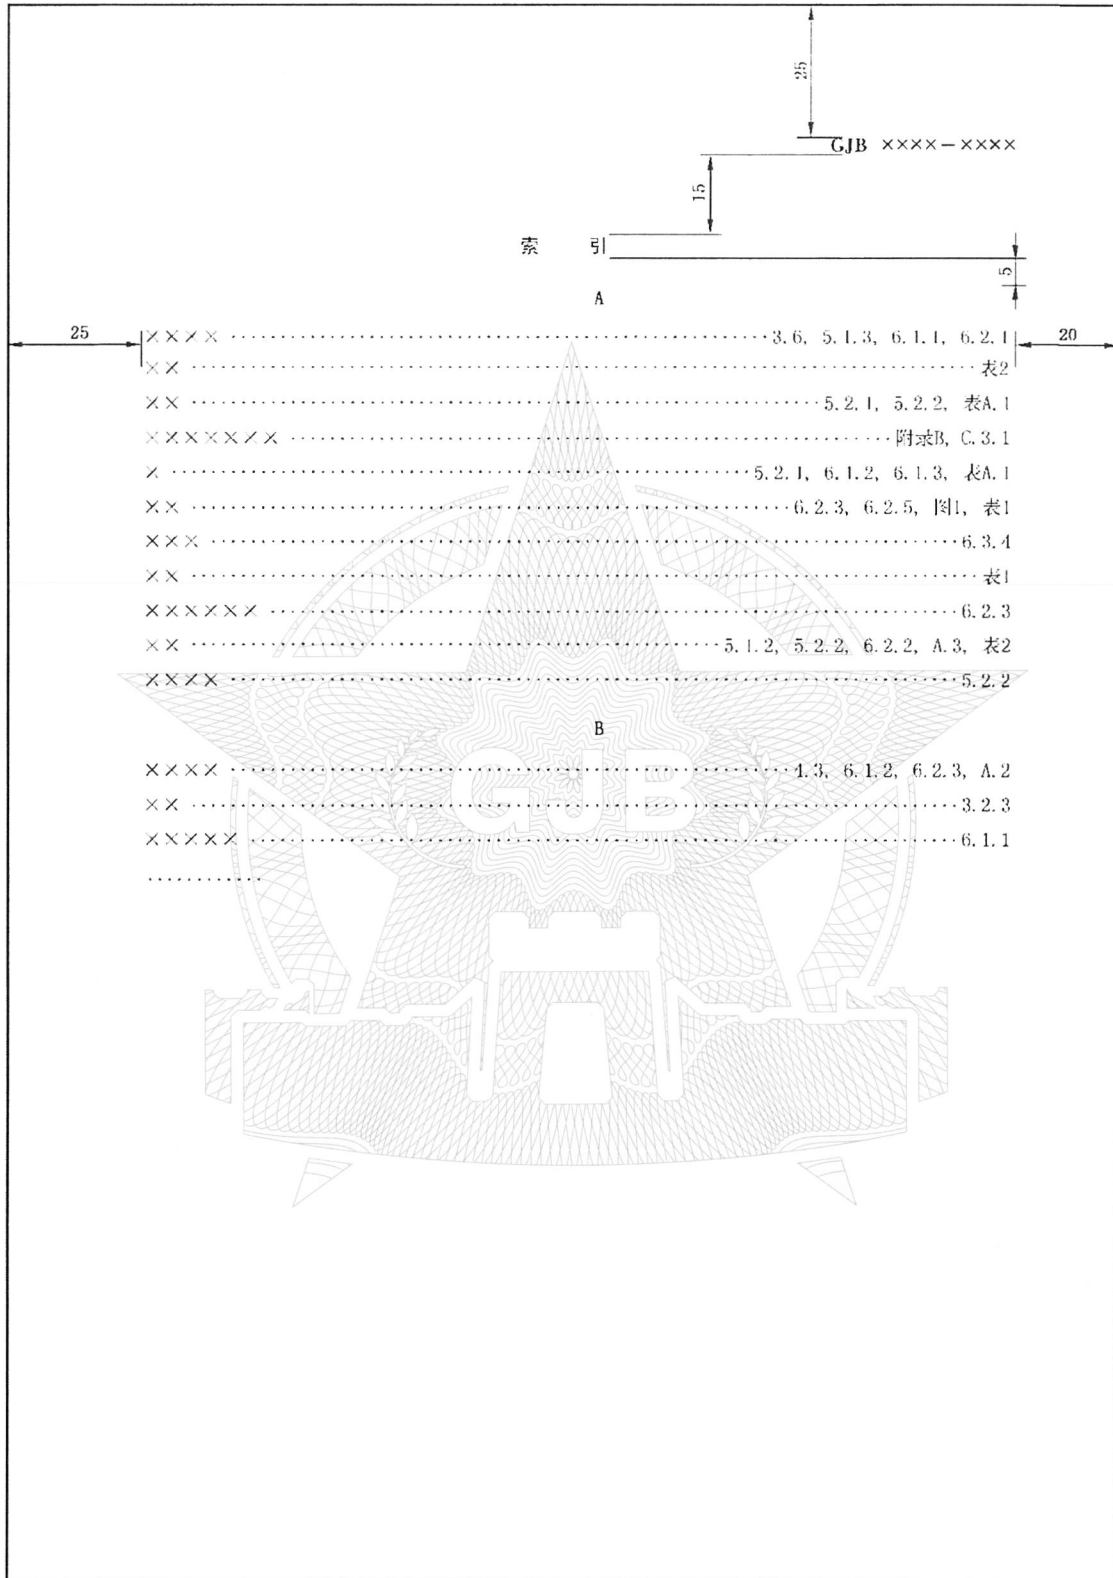 25
GJB ××××－××××
15
索 引
5
A
25
20
×××× ················ 3.6, 5.1.3, 6.1.1, 6.2.1
×× ················ 表2
×× ················ 5.2.1, 5.2.2, 表A.1
××××××× ················ 附录B, C.3.1
× ················ 5.2.1, 6.1.2, 6.1.3, 表A.1
×× ················ 6.2.3, 6.2.5, 图1, 表1
××× ················ 6.3.4
×× ················ 表1
×××××× ················ 6.2.3
×× ················ 5.1.2, 5.2.2, 6.2.2, A.3, 表2
×××× ················ 5.2.2
B
GJB
×××× ················ 4.3, 6.1.2, 6.2.3, A.2
×× ················ 3.2.3
××××× ················ 6.1.1
············